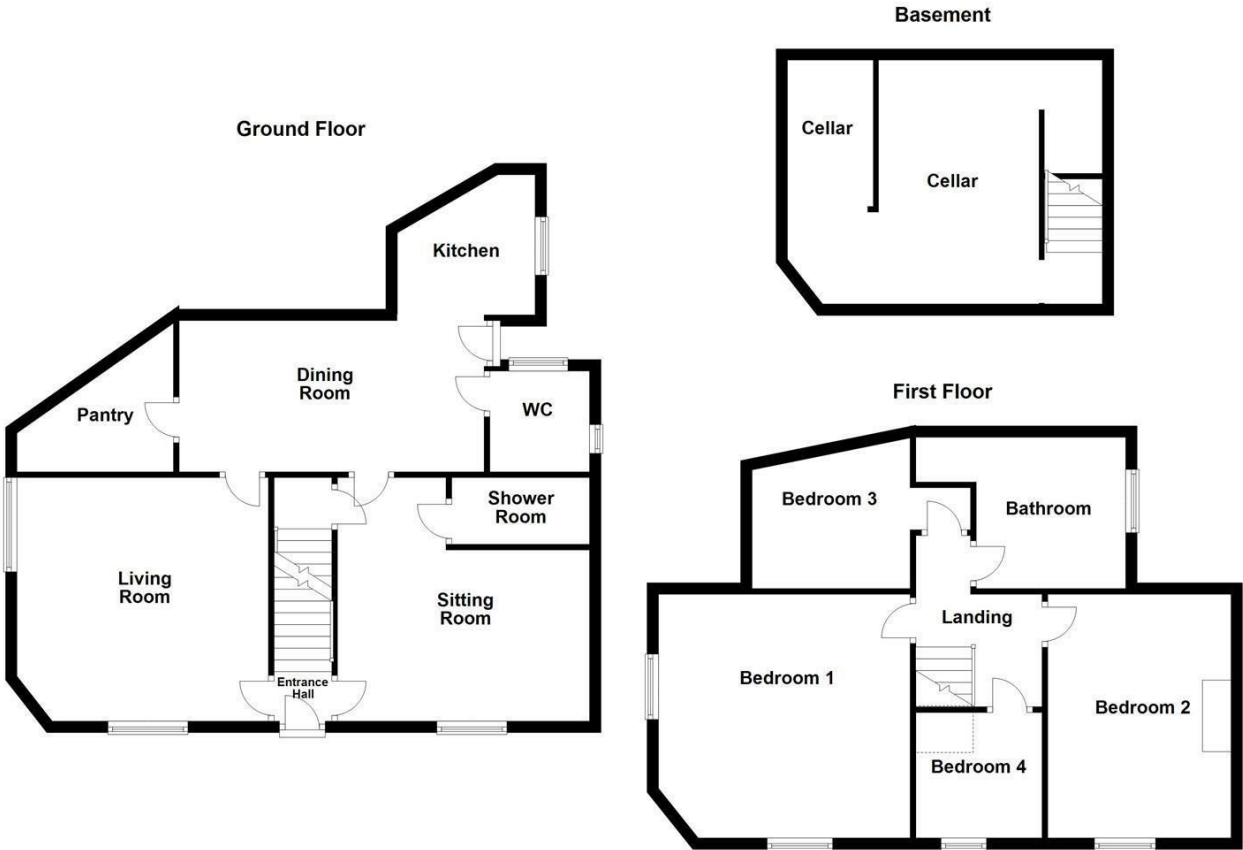 Basement
Cellar
Cellar
Ground Floor
Kitchen
Dining
Room
Pantry
WC
Shower
Room
Living
Room
Sitting
Room
Entrance
Hall
First Floor
Bedroom 3
Bathroom
Landing
Bedroom 1
Bedroom 2
Bedroom 4